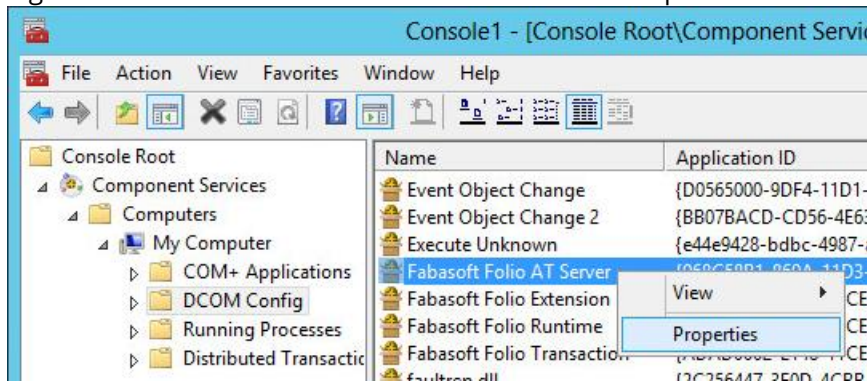 Console1 - [Console Root\Component Servic
File Action View Favorites Window Help
Console Root
Component Services
Computers
My Computer
COM+ Applications
DCOM Config
Running Processes
Distributed Transactic
Name Application ID
Event Object Change {D0565000-9DF4-11D1-
Event Object Change 2 {BB07BACD-CD56-4E63
Execute Unknown {e44e9428-bdbc-4987-
Fabasoft Folio AT Server
Fabasoft Folio Extension
Fabasoft Folio Runtime
Fabasoft Folio Transaction
faultrep.dll {2C256447-3F0D-4CBB
View
Properties